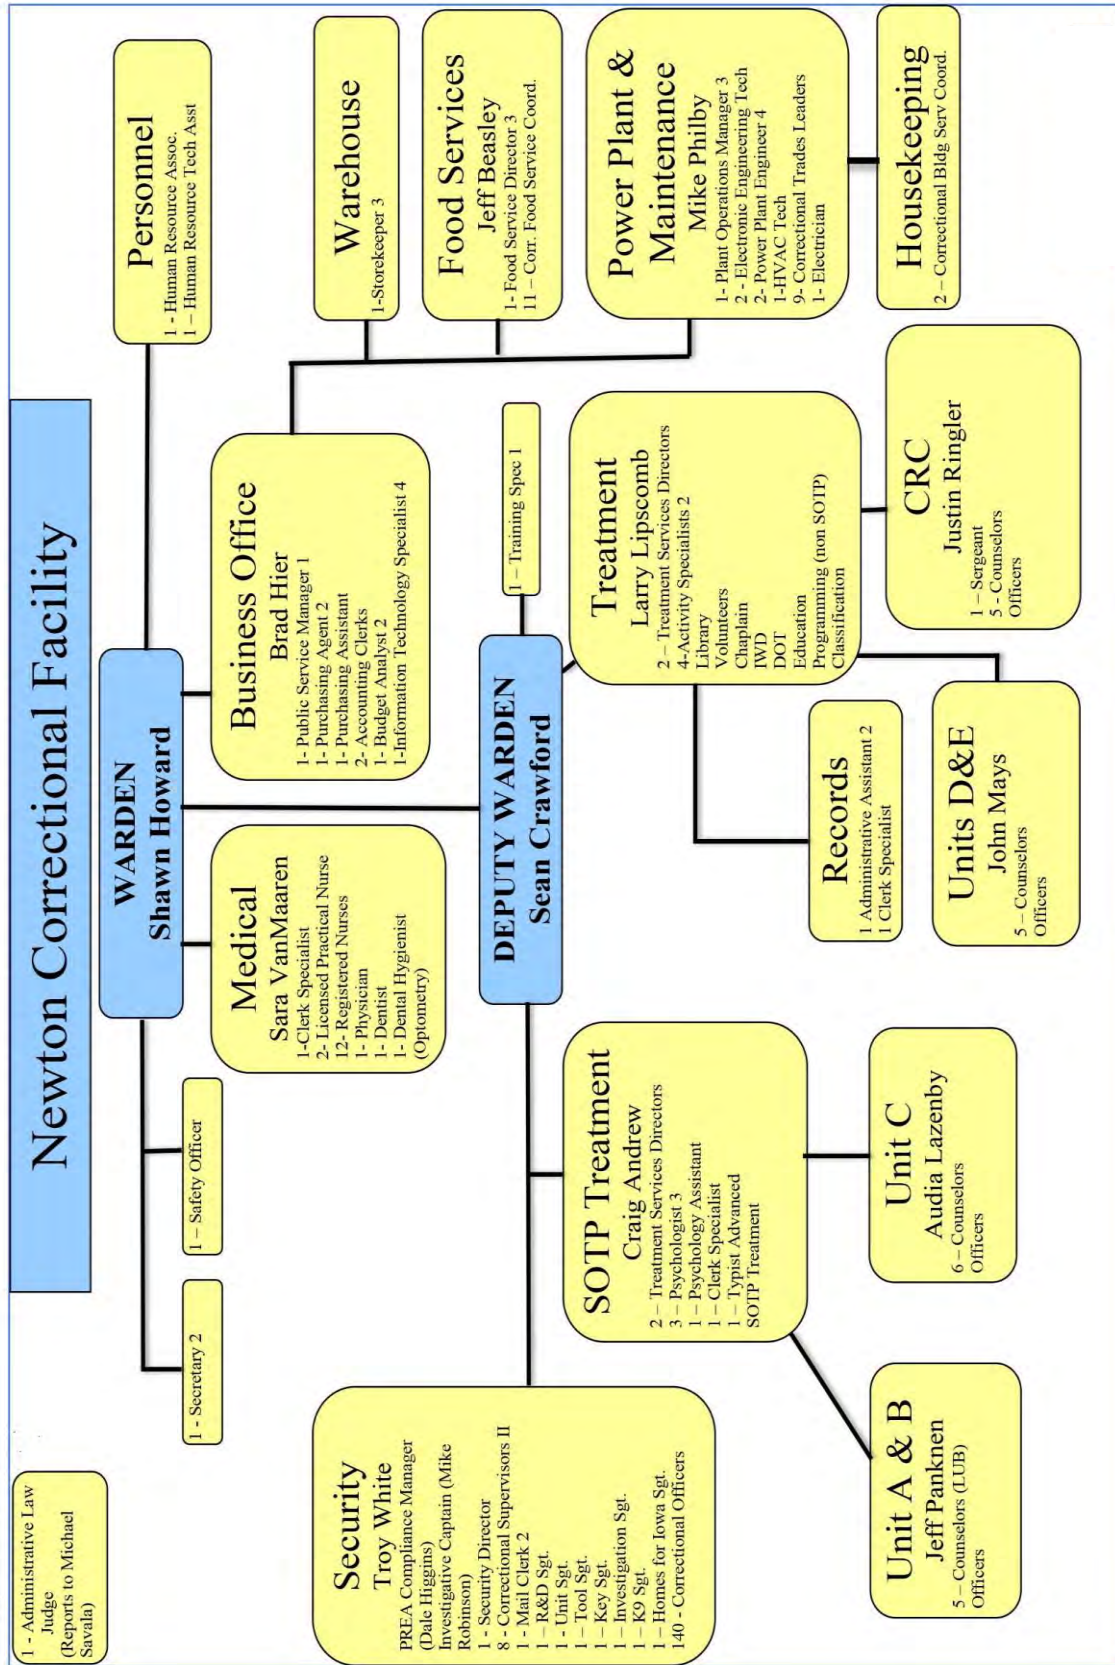 Newton Correctional Facility
1 - Administrative Law
Judge
(Reports to Michael
Savala)
WARDEN
Shawn Howard
1 - Secretary 2
1 – Safety Officer
Personnel
1 - Human Resource Assoc.
1 – Human Resource Tech Asst
Medical
Sara VanMaaren
1-Clerk Specialist
2- Licensed Practical Nurse
12- Registered Nurses
1- Physician
1- Dentist
1- Dental Hygienist
(Optometry)
Business Office
Brad Hier
1- Public Service Manager 1
1- Purchasing Agent 2
1- Purchasing Assistant
2- Accounting Clerks
1- Budget Analyst 2
1-Information Technology Specialist 4
Warehouse
1-Storekeeper 3
Food Services
Jeff Beasley
1- Food Service Director 3
11 – Corr. Food Service Coord.
Power Plant &
Maintenance
Mike Philby
1- Plant Operations Manager 3
2 - Electronic Engineering Tech
2- Power Plant Engineer 4
1-HVAC Tech
9- Correctional Trades Leaders
1 - Electrician
Housekeeping
2 – Correctional Bldg Serv Coord.
DEPUTY WARDEN
Sean Crawford
1 – Training Spec 1
Security
Troy White
PREA Compliance Manager
(Dale Higgins)
Investigative Captain (Mike
Robinson)
1 - Security Director
8 - Correctional Supervisors II
1 - Mail Clerk 2
1 – R&D Sgt.
1 - Unit Sgt.
1 – Tool Sgt.
1 – Key Sgt.
1 – Investigation Sgt.
1 – K9 Sgt.
1 – Homes for Iowa Sgt.
140 - Correctional Officers
SOTP Treatment
Craig Andrew
2 – Treatment Services Directors
3 – Psychologist 3
1 – Psychology Assistant
1 – Clerk Specialist
1 – Typist Advanced
SOTP Treatment
Treatment
Larry Lipscomb
2 – Treatment Services Directors
4-Activity Specialists 2
Library
Volunteers
Chaplain
IWD
DOT
Education
Programming (non SOTP)
Classification
Unit A & B
Jeff Panknen
5 – Counselors (LUB)
Officers
Unit C
Audia Lazenby
6 – Counselors
Officers
Records
1 Administrative Assistant 2
1 Clerk Specialist
Units D&E
John Mays
5 – Counselors
Officers
CRC
Justin Ringler
1 – Sergeant
5 - Counselors
Officers